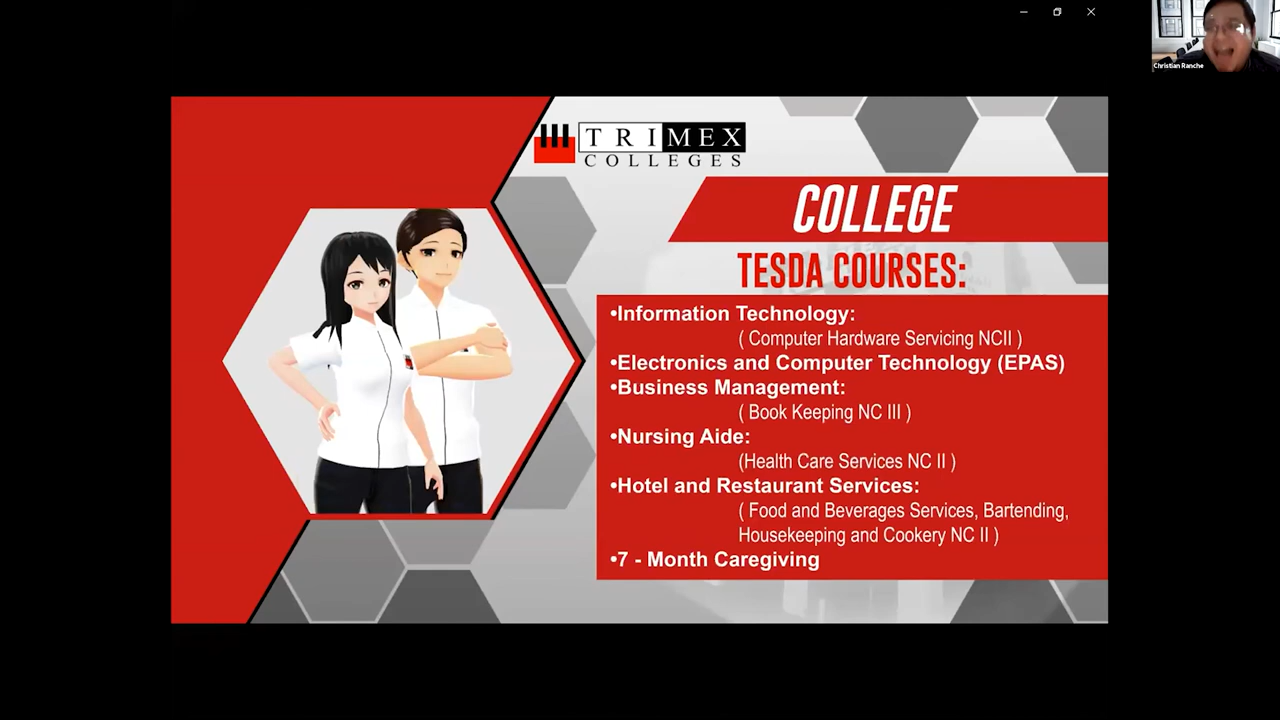 Christian Ranche
TRIMEX
COLLEGES
COLLEGE
TESDA COURSES:
•Information Technology:
( Computer Hardware Servicing NCII )
•Electronics and Computer Technology (EPAS)
•Business Management:
( Book Keeping NC III )
•Nursing Aide:
(Health Care Services NC II )
•Hotel and Restaurant Services:
( Food and Beverages Services, Bartending,
Housekeeping and Cookery NC II )
•7 - Month Caregiving